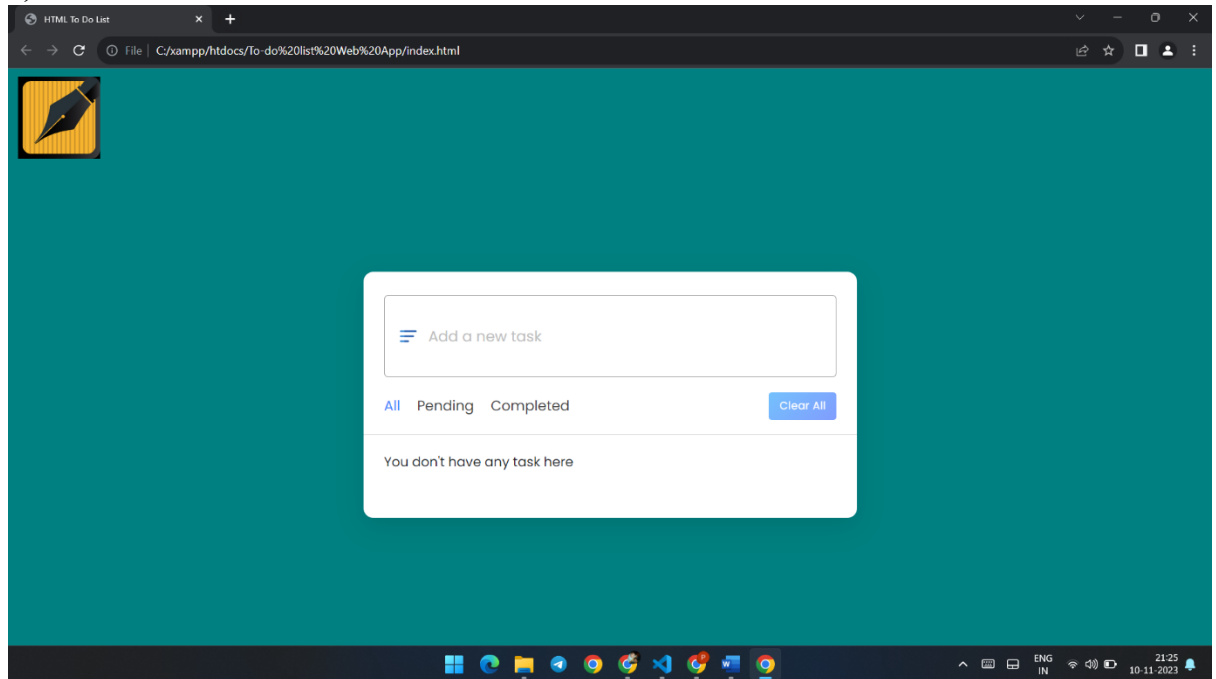 HTML To Do List
File | C:/xampp/htdocs/To-do%20list%20Web%20App/index.html
Add a new task
All Pending Completed Clear All
You don't have any task here
ENG 21:25
IN 10-11-2023